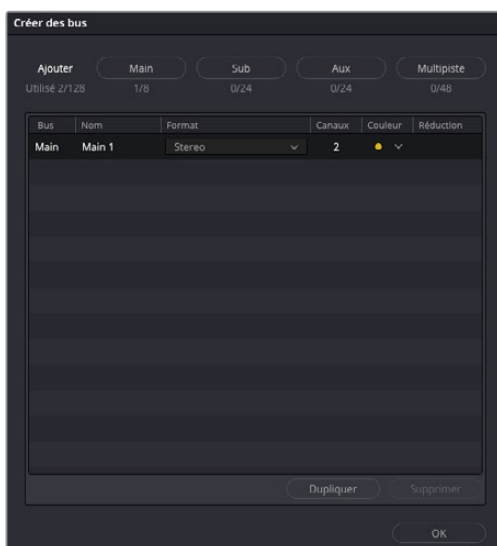 Créer des bus
Ajouter Main Sub Aux Multipiste
Utilisé 2/128 1/8 0/24 0/24 0/48
Bus Nom Format Canaux Couleur Réduction
Main Main 1 Stereo 2
Dupliquer Supprimer
OK